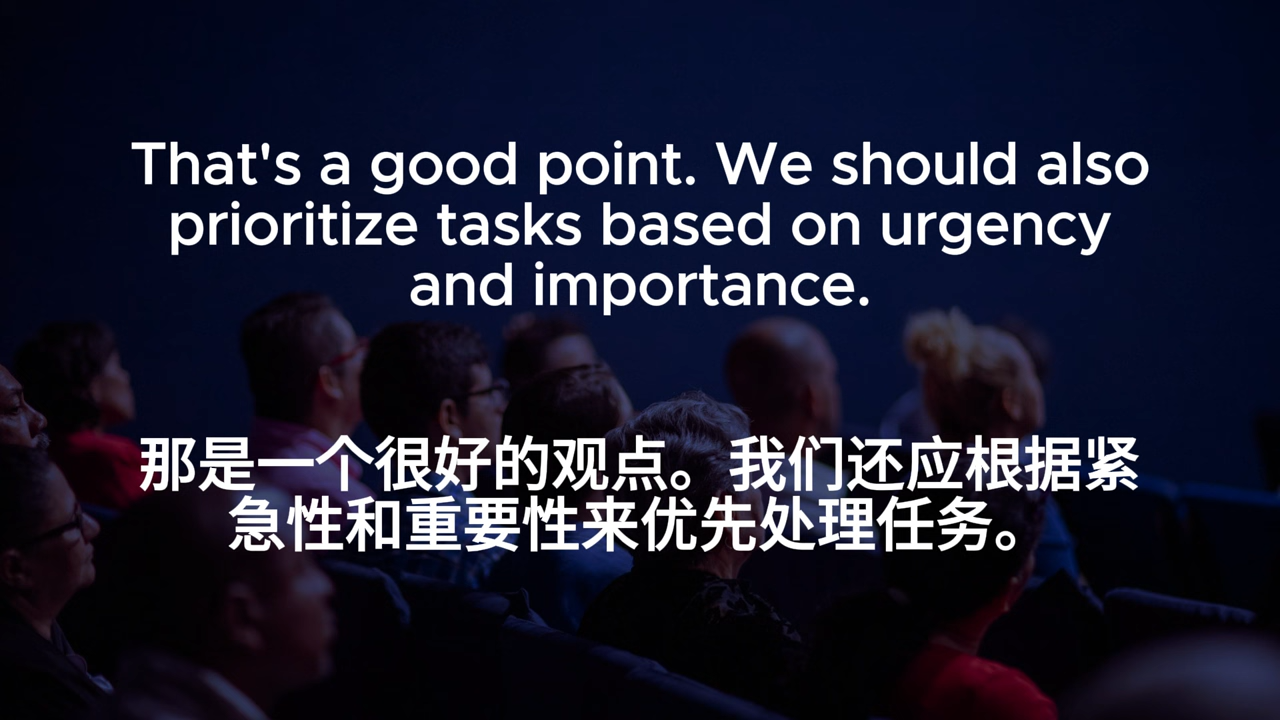 That's a good point. We should also
prioritize tasks based on urgency
and importance.
那是一个很好的观点。我们还应根据紧
急性和重要性来优先处理任务。